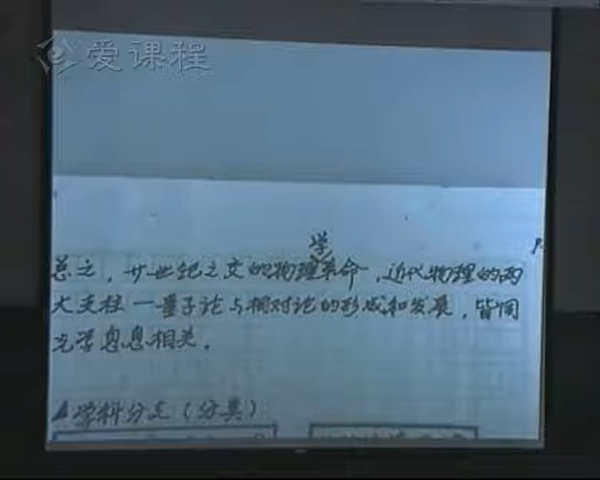 爱课程
学
总之，廿世纪之交的物理革命，近代物理的两
大支柱一量子论与相对论的形成和发展，皆同
光学息息相关。
学科分支（分类）